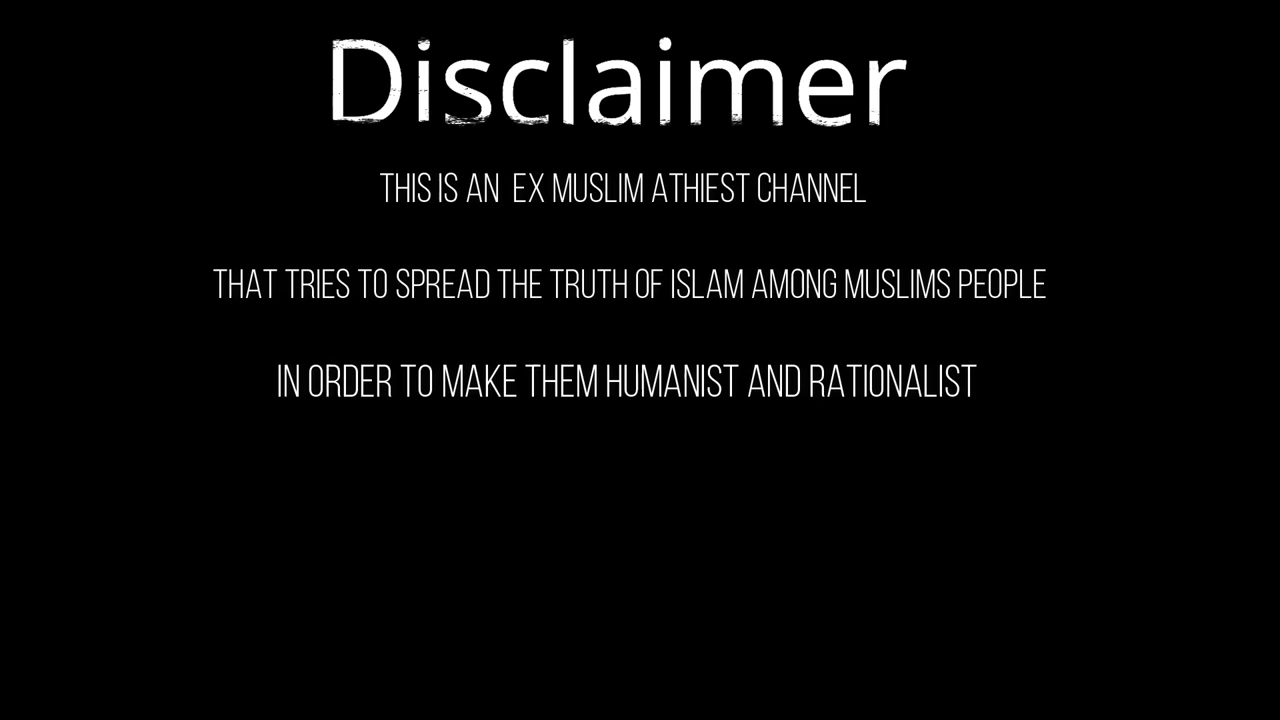 Disclaimer
THIS IS AN EX MUSLIM ATHIEST CHANNEL
THAT TRIES TO SPREAD THE TRUTH OF ISLAM AMONG MUSLIMS PEOPLE
IN ORDER TO MAKE THEM HUMANIST AND RATIONALIST